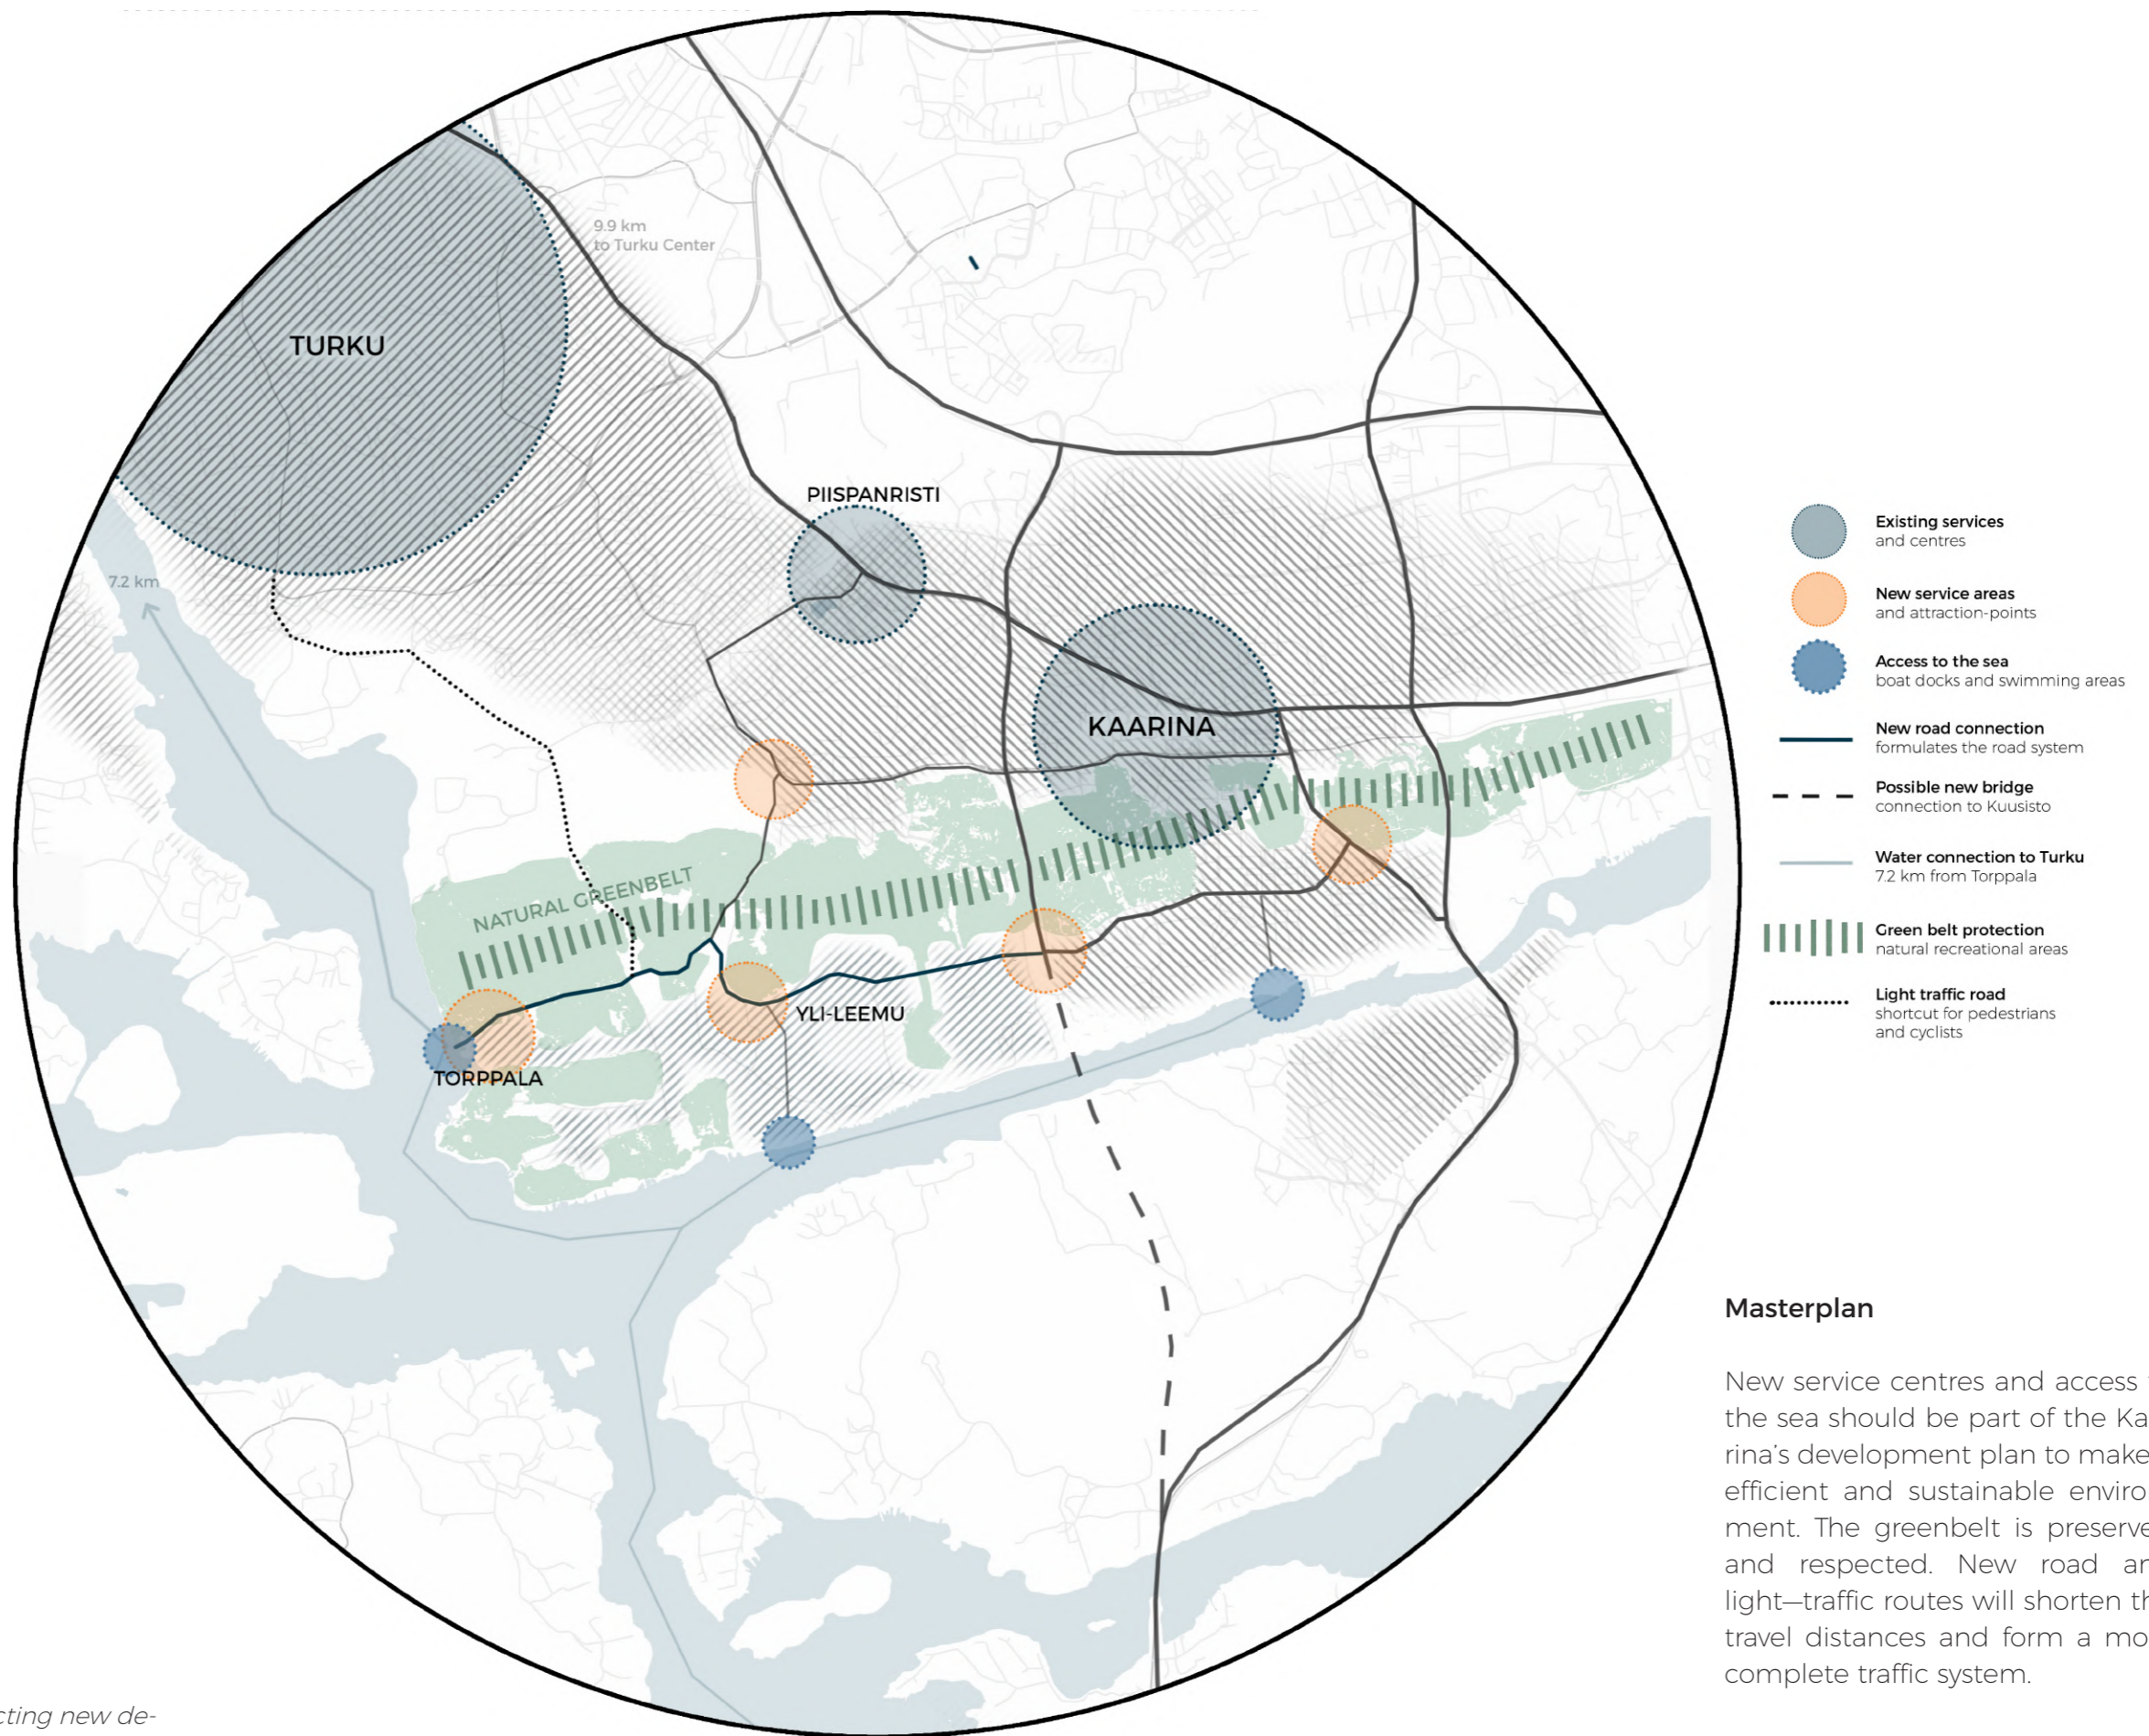 9.9 km
to Turku Center
TURKU
PIISPANRISTI
7.2 km
KAARINA
NATURAL GREENBELT
YLI-LEEMU
TORPPALA
Existing services
and centres
New service areas
and attraction-points
Access to the sea
boat docks and swimming areas
New road connection
formulates the road system
Possible new bridge
connection to Kuusisto
Water connection to Turku
7.2 km from Torppala
Green belt protection
natural recreational areas
Light traffic road
shortcut for pedestrians
and cyclists
Masterplan
New service centres and access
the sea should be part of the Ka
rina's development plan to make
efficient and sustainable enviro
ment. The greenbelt is preserve
and respected. New road ar
light—traffic routes will shorten th
travel distances and form a mo
complete traffic system.
cting new de-